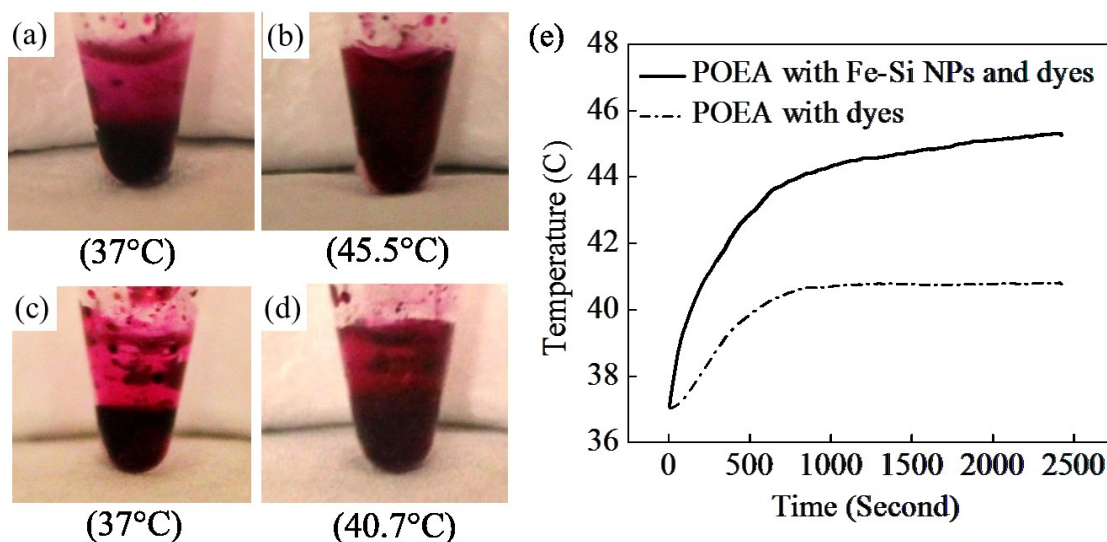 (a)
(37°C)
(b)
(45.5°C)
(c)
(37°C)
(d)
(40.7°C)
(e)
POEA with Fe-Si NPs and dyes
POEA with dyes
Temperature (C)
48
46
44
42
40
38
36
0 500 1000 1500 2000 2500
Time (Second)